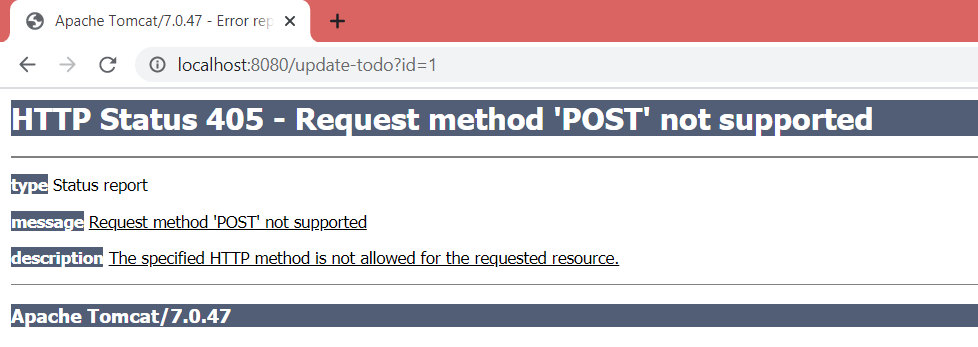 Apache Tomcat/7.0.47 - Error rep
localhost:8080/update-todo?id=1
HTTP Status 405 - Request method 'POST' not supported
type Status report
message Request method 'POST' not supported
description The specified HTTP method is not allowed for the requested resource.
Apache Tomcat/7.0.47